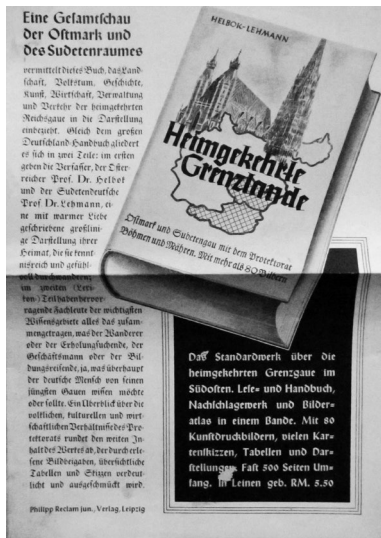 Eine Gesamtschau
der Ostmark und
des Sudetenraumes
vermittelt dieses Buch, das Land-
schaft, Volkstum, Geschichte,
Kunst, Wirtschaft, Verwaltung
und Verkehr der heimgekehrten
Reichsgaue in die Darstellung
einbezieht. Gleich dem großen
Deutschland-Handbuch gliedert
es sich in zwei Teile: im ersten
geben die Verfasser, der Öster-
reicher Prof. Dr. Helbok
und der Sudetendeutsche
Prof. Dr. Lehmann, ei-
ne mit warmer Liebe
geschriebene großlini-
ge Darstellung ihrer
Heimat, die sie kennt-
nisreich und gefühl-
voll durchwandern;
im zweiten (Lexi-
kon-) Teil haben hervor-
ragende Fachleute der wichtigsten
Wissensgebiete alles das zusam-
mengetragen, was der Wanderer
oder der Erholungsuchende, der
Geschäftsmann oder der Bil-
dungsreisende, ja, was überhaupt
der deutsche Mensch von seinen
jüngsten Gauen wissen möchte
oder sollte. Ein Überblick über die
volklichen, kulturellen und wirt-
schaftlichen Verhältnisse des Pro-
tektorats rundet den weiten In-
halt des Werkes ab, der durch erle-
sene Bildbeigaben, übersichtliche
Tabellen und Skizzen verdeut-
licht und ausgeschmückt wird.
Philipp Reclam jun., Verlag, Leipzig
HELBOK-LEHMANN
Heimgekehrte
Grenzlande
Ostmark und Sudetengau mit dem Protektorat
Böhmen und Mähren. Mit mehr als 80 Bildern
Das Standardwerk über die
heimgekehrten Grenzgaue im
Südosten. Lese- und Handbuch,
Nachschlagewerk und Bilder-
atlas in einem Bande. Mit 80
Kunstdruckbildern, vielen Kar-
tenskizzen, Tabellen und Dar-
stellungen. Fast 500 Seiten Um-
fang. In Leinen geb. RM. 5.50